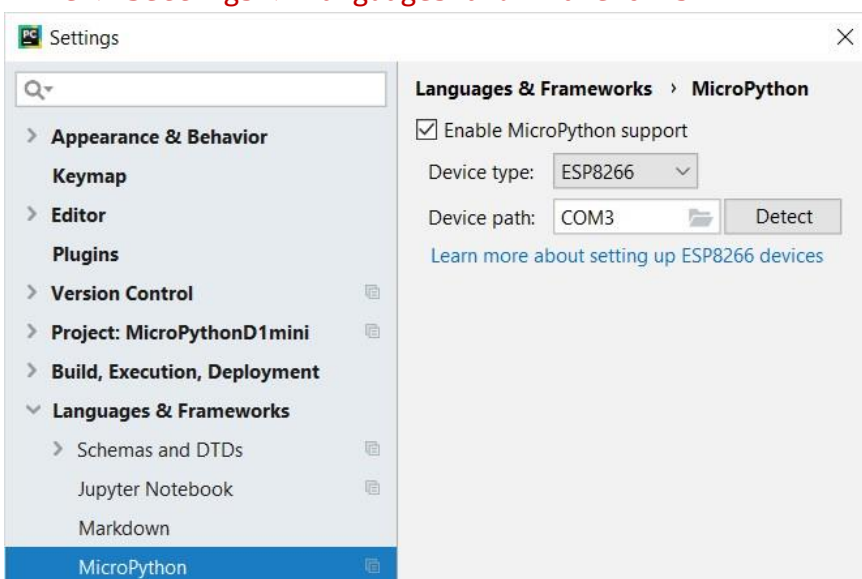 Settings
Languages & Frameworks › MicroPython
Enable MicroPython support
Device type: ESP8266
Device path: COM3 Detect
Learn more about setting up ESP8266 devices
Appearance & Behavior
Keymap
Editor
Plugins
Version Control
Project: MicroPythonD1mini
Build, Execution, Deployment
Languages & Frameworks
Schemas and DTDs
Jupyter Notebook
Markdown
MicroPython